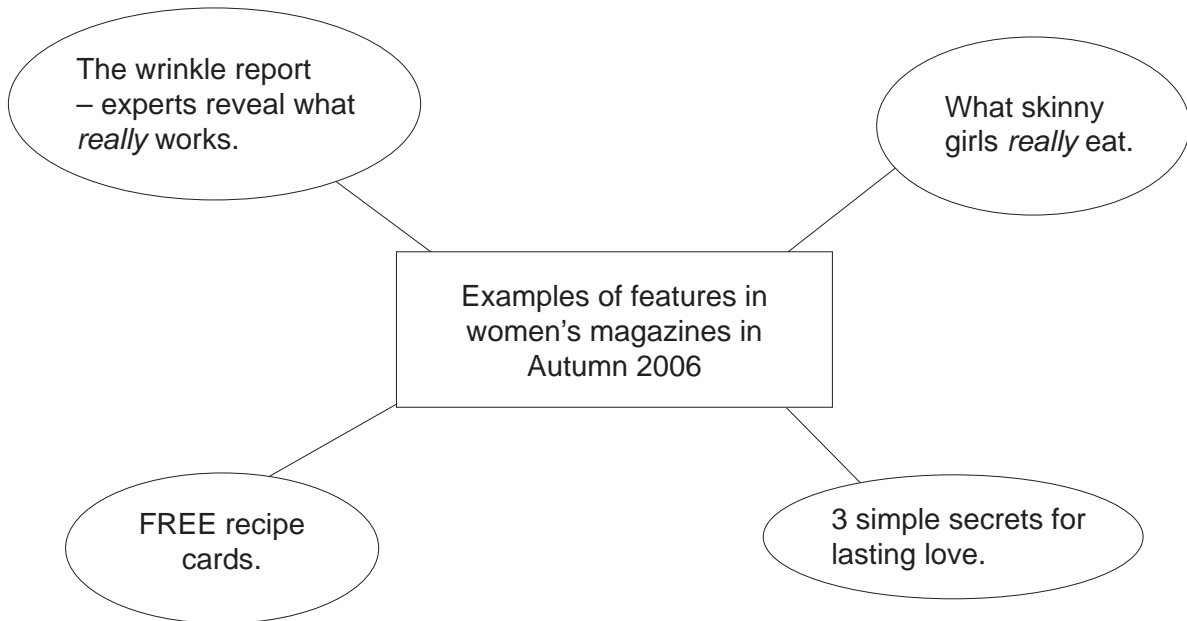 The wrinkle report
– experts reveal what
really works.
What skinny
girls really eat.
Examples of features in
women’s magazines in
Autumn 2006
FREE recipe
cards.
3 simple secrets for
lasting love.